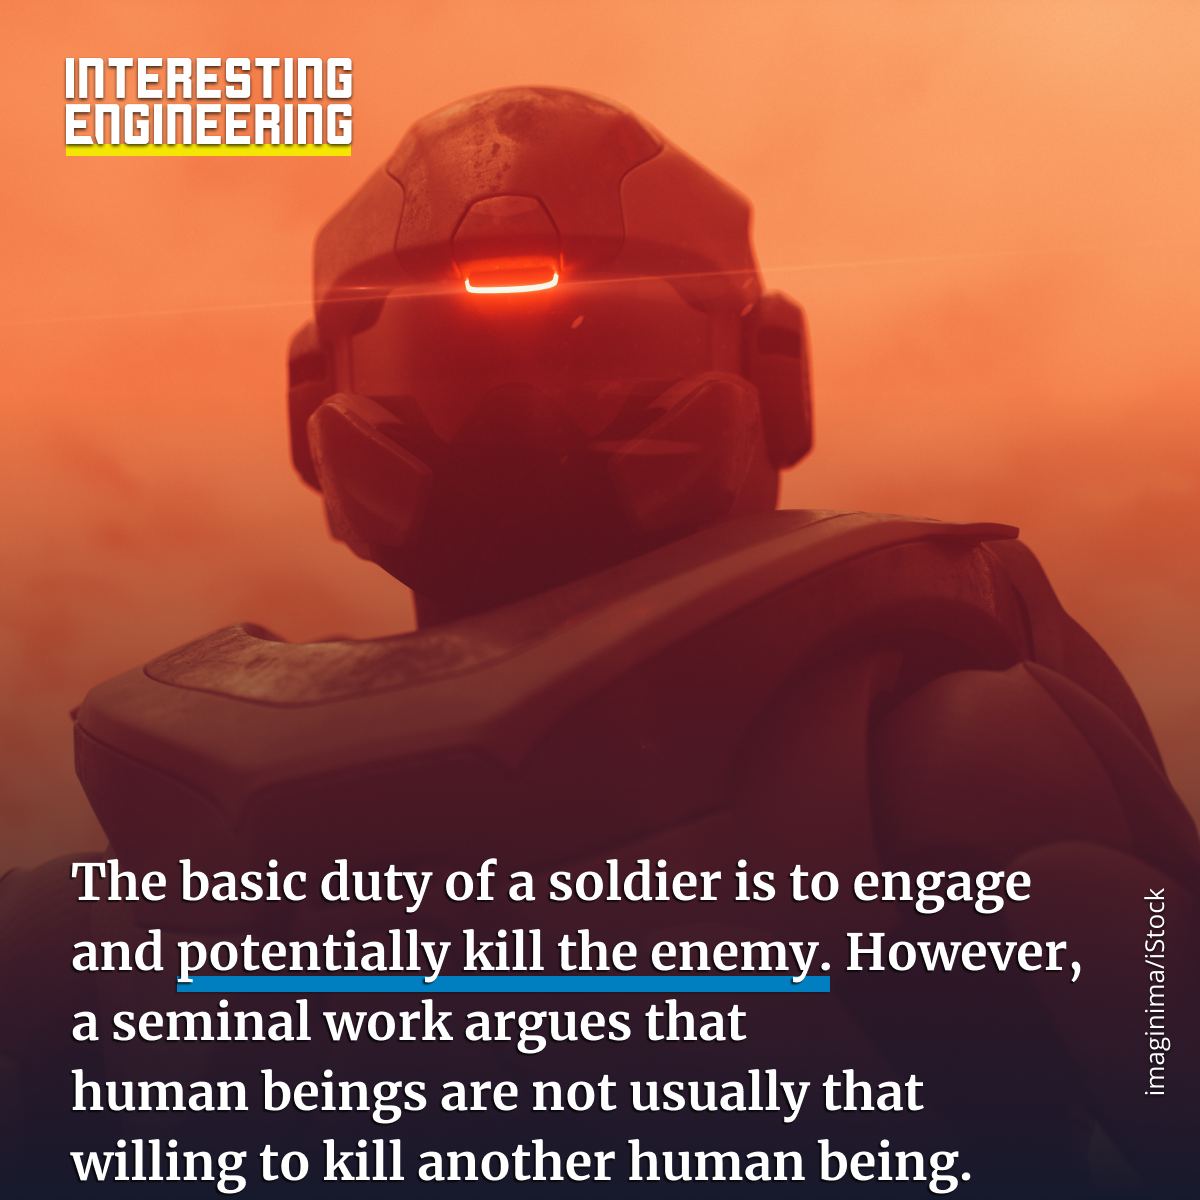 INTERESTING
ENGINEERING
The basic duty of a soldier is to engage
and potentially kill the enemy. However,
a seminal work argues that
human beings are not usually that
willing to kill another human being.
imaginima/iStock